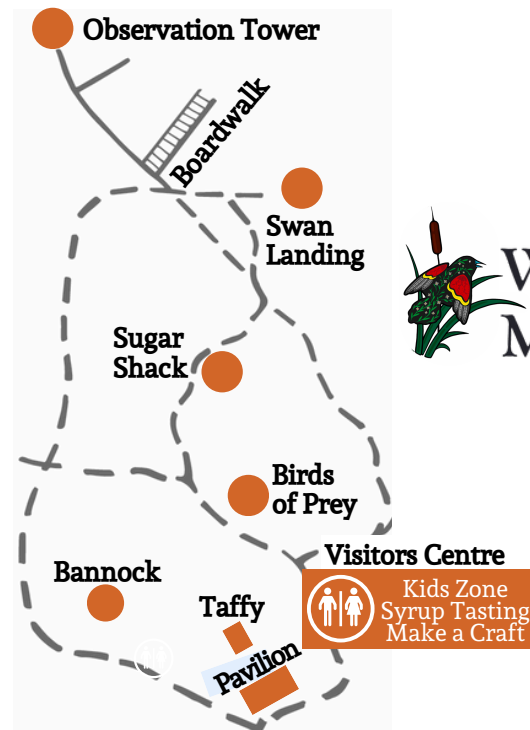 Observation Tower
Boardwalk
Swan
Landing
Sugar
Shack
Birds
of Prey
Visitors Centre
Kids Zone
Syrup Tasting
Make a Craft
Bannock
Taffy
Pavilion